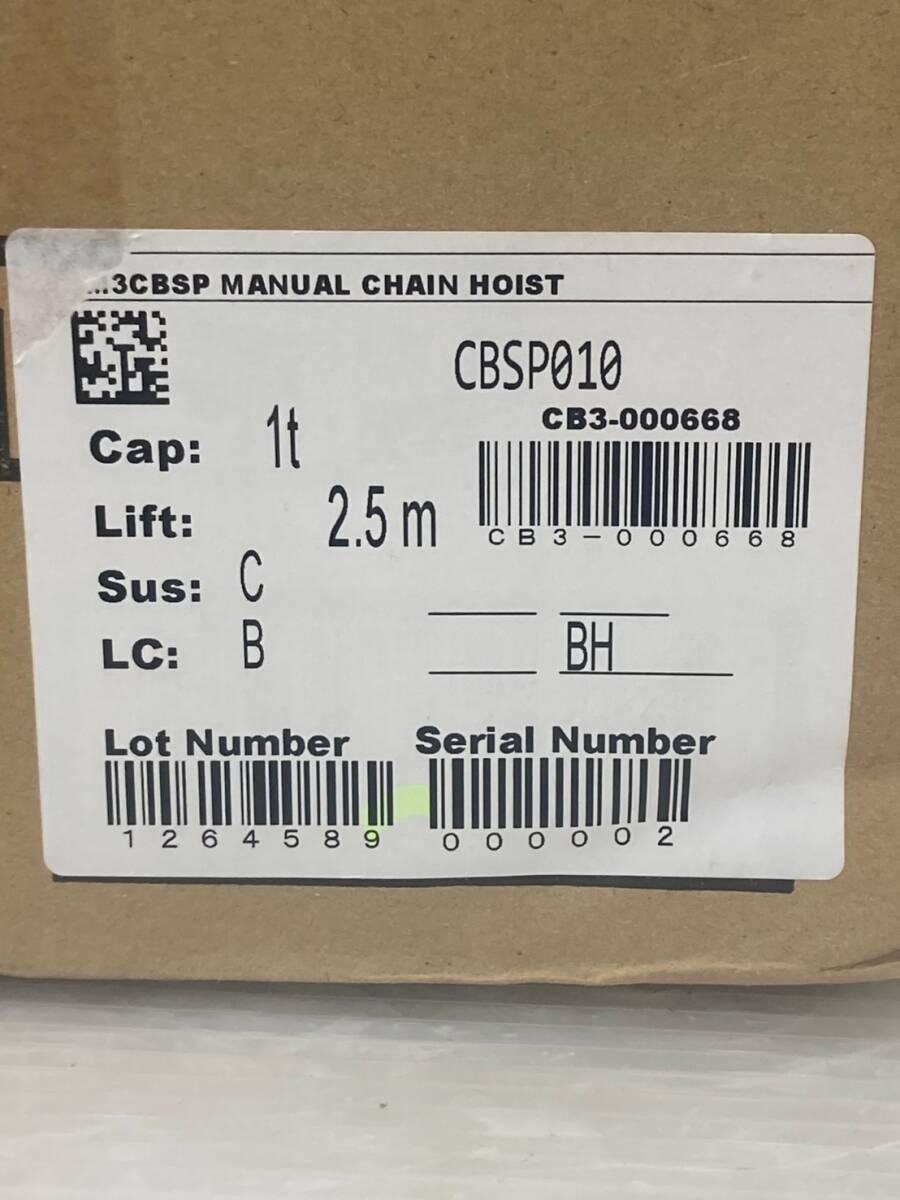 M3CBSP MANUAL CHAIN HOIST
CBSP010
CB3-000668
Cap: 1t
Lift: 2.5 m
CB3-000668
Sus: C
LC: B
BH
Lot Number
Serial Number
1264589
000002